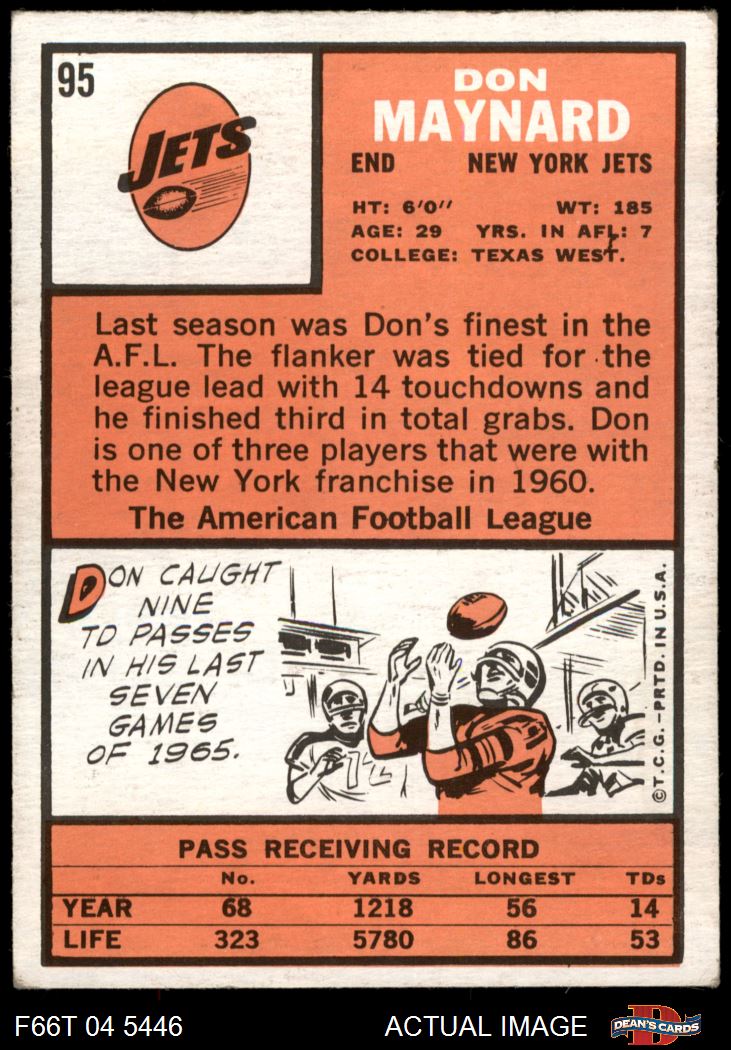 95
JETS
DON
MAYNARD
END NEW YORK JETS
HT: 6'0" WT: 185
AGE: 29 YRS. IN AFL: 7
COLLEGE: TEXAS WEST.
Last season was Don's finest in the
A.F.L. The flanker was tied for the
league lead with 14 touchdowns and
he finished third in total grabs. Don
is one of three players that were with
the New York franchise in 1960.
The American Football League
DON CAUGHT
NINE
TD PASSES
IN HIS LAST
SEVEN
GAMES
OF 1965.
© T.C.G.-PRTD. IN U.S.A.
PASS RECEIVING RECORD
No. YARDS LONGEST TDs
YEAR 68 1218 56 14
LIFE 323 5780 86 53
F66T 04 5446 ACTUAL IMAGE
D
DEAN'S CARDS